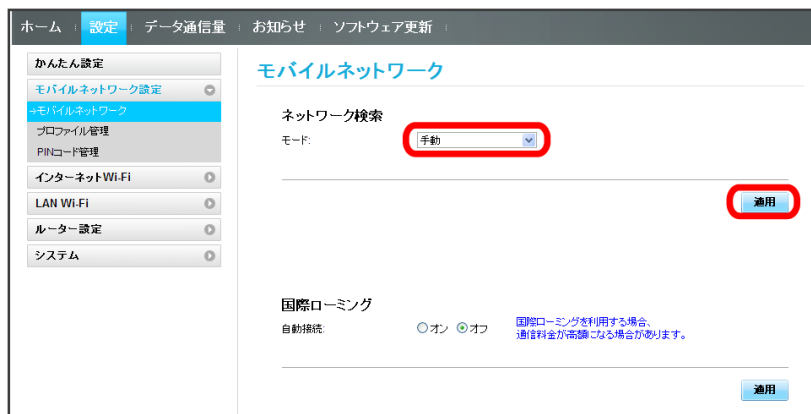 ホーム 設定 データ通信量 お知らせ ソフトウェア更新
かんたん設定
モバイルネットワーク設定
→モバイルネットワーク
プロファイル管理
PINコード管理
インターネットWi-Fi
LAN Wi-Fi
ルーター設定
システム
モバイルネットワーク
ネットワーク検索
モード: 手動
適用
国際ローミング
自動接続: オン オフ
国際ローミングを利用する場合、
通信料金が高額になる場合があります。
適用